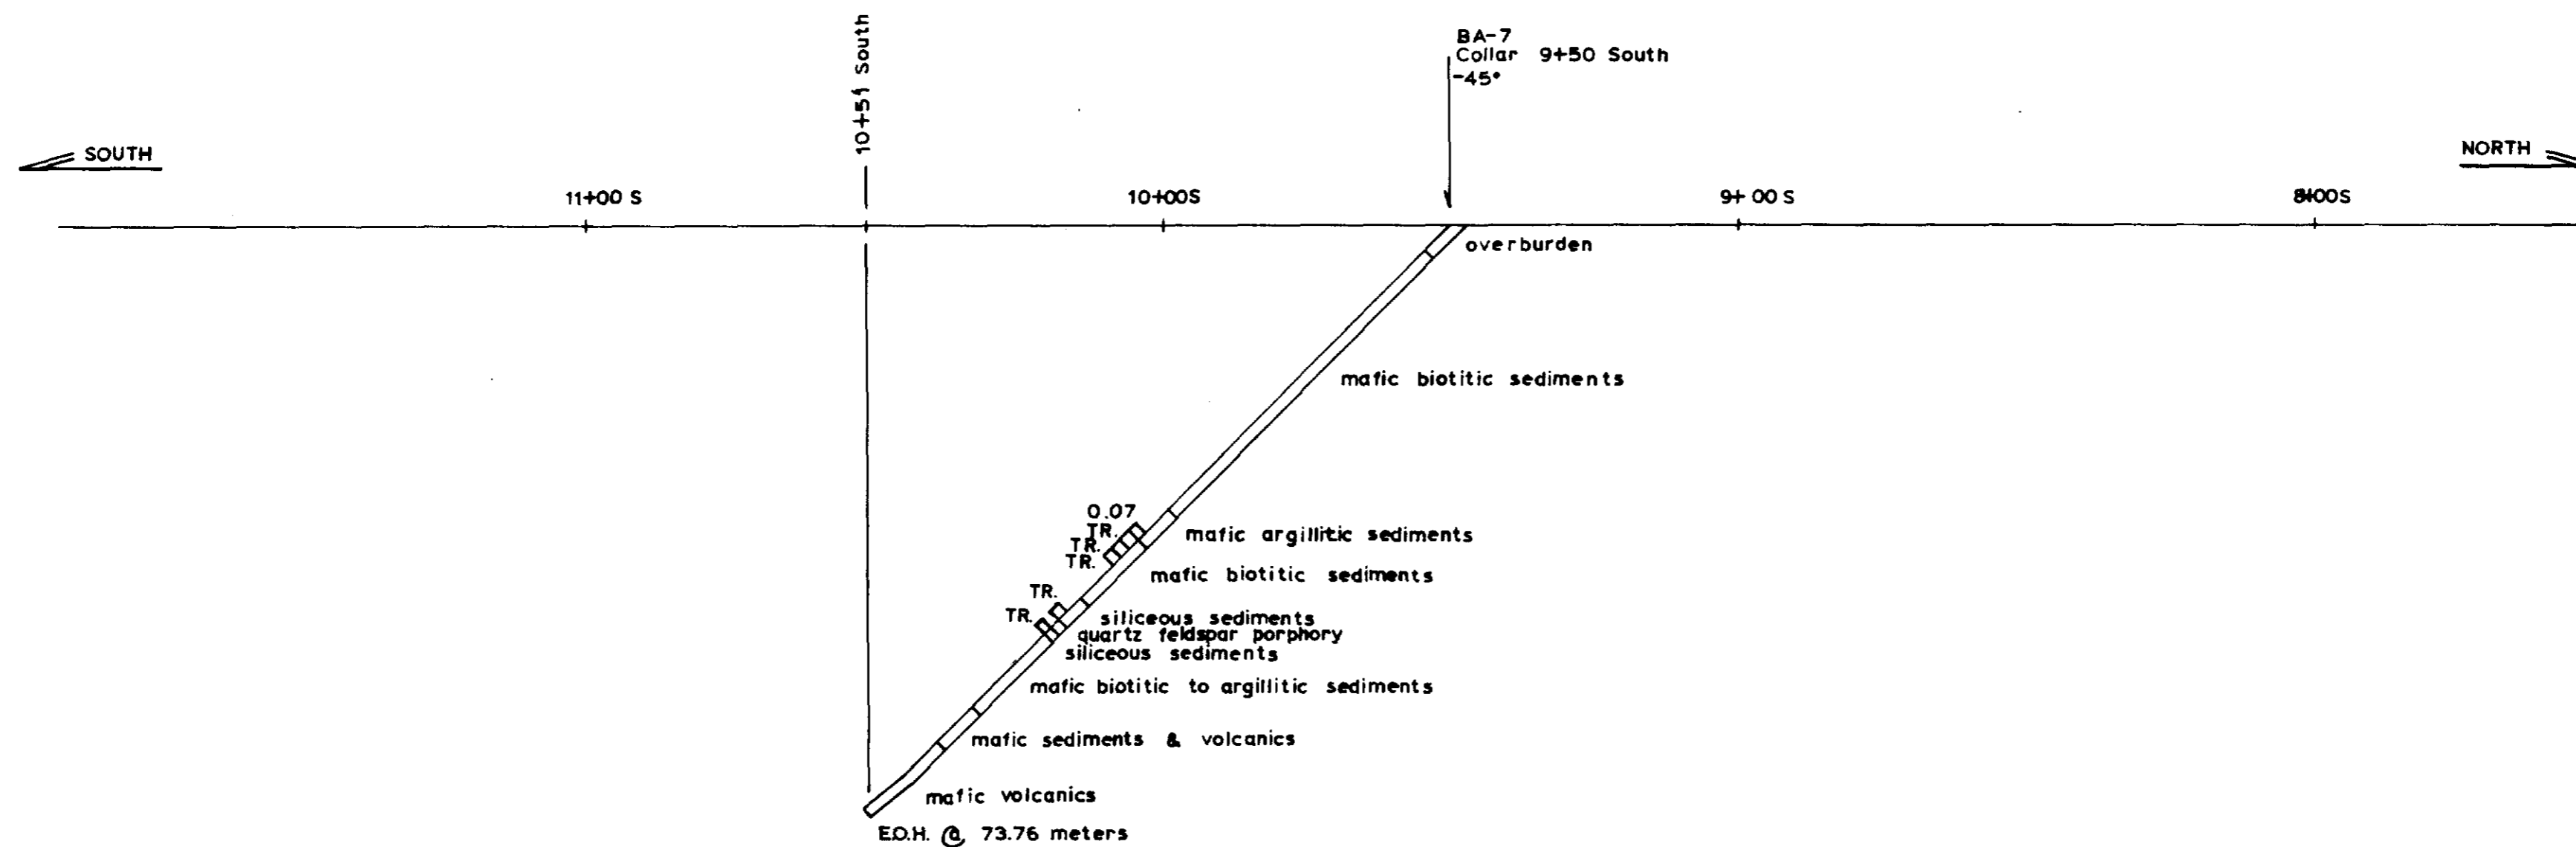 10+51 South
BA-7
Collar 9+50 South
-45°
SOUTH
NORTH
11+00 S
10+00S
9+00 S
8+00S
overburden
mafic biotitic sediments
0.07
TR.
TR.
TR.
mafic argillitic sediments
mafic biotitic sediments
TR.
TR.
siliceous sediments
quartz feldspar porphory
siliceous sediments
mafic biotitic to argillitic sediments
mafic sediments & volcanics
mafic volcanics
E.O.H. @ 73.76 meters